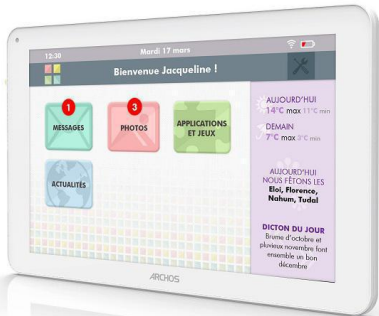 12:30
Mardi 17 mars
Bienvenue Jacqueline !
1
MESSAGES
3
PHOTOS
APPLICATIONS
ET JEUX
ACTUALITÉS
AUJOURD'HUI
14°C max 11°C min
DEMAIN
7°C max 3°C min
AUJOURD'HUI
NOUS FÊTONS LES
Eloi, Florence,
Nahum, Tudal
DICTON DU JOUR
Brume d'octobre et
pluvieux novembre font
ensemble un bon
décembre
ARCHOS